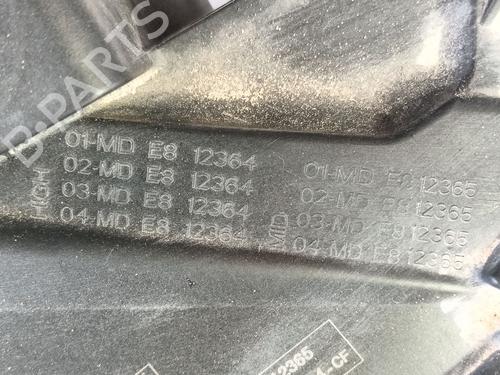 B-PARTS
HIGH
01-MD E8 12364
02-MD E8 12364
03-MD E8 12364
04-MD E8 12364
MID
01-MD E8 12365
02-MD E8 12365
03-MD E8 12365
04-MD E8 12365
12365
-CF